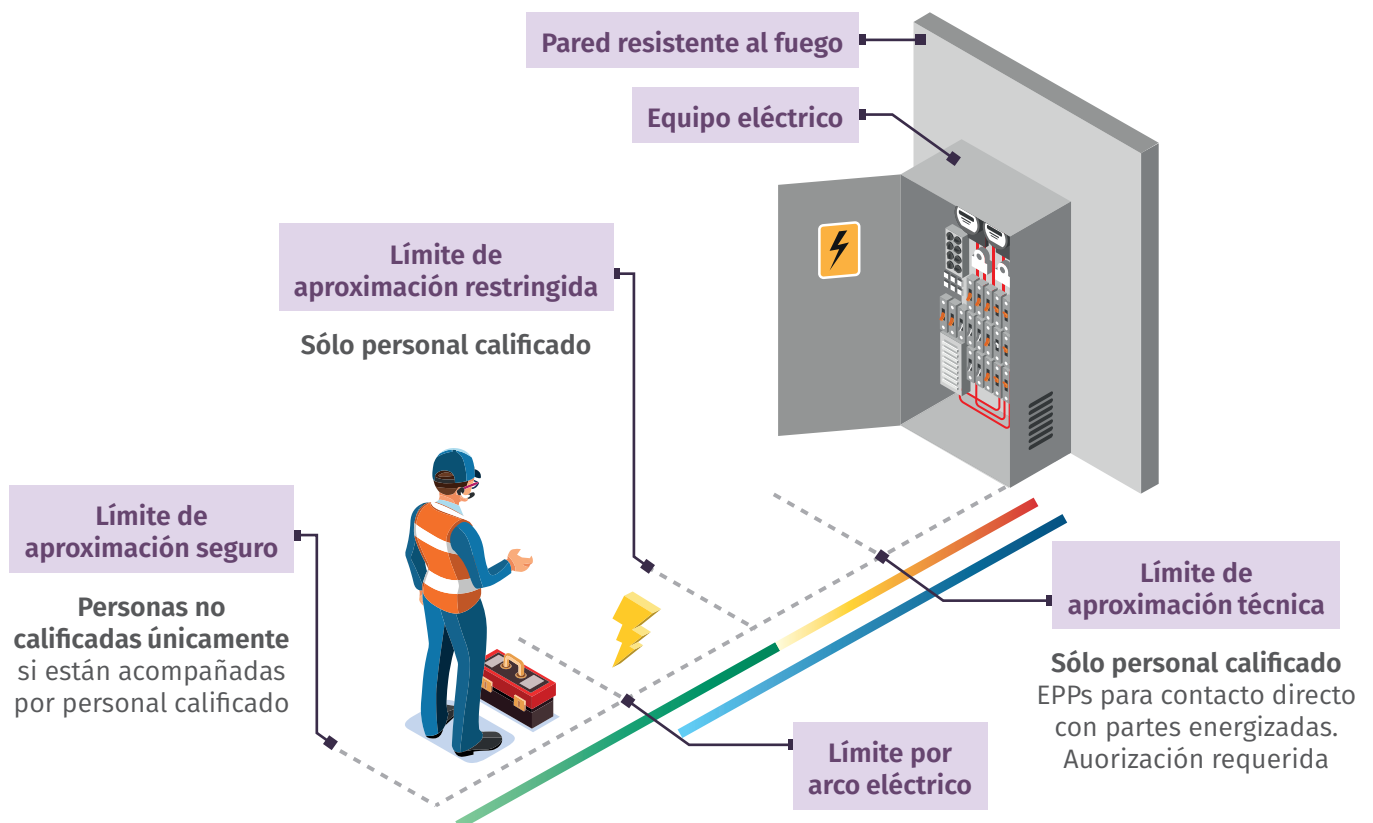 Pared resistente al fuego
Equipo eléctrico
Límite de
aproximación restringida
Sólo personal calificado
Límite de
aproximación seguro
Personas no
calificadas únicamente
si están acompañadas
por personal calificado
Límite de
aproximación técnica
Sólo personal calificado
EPPs para contacto directo
con partes energizadas.
Auorización requerida
Límite por
arco eléctrico